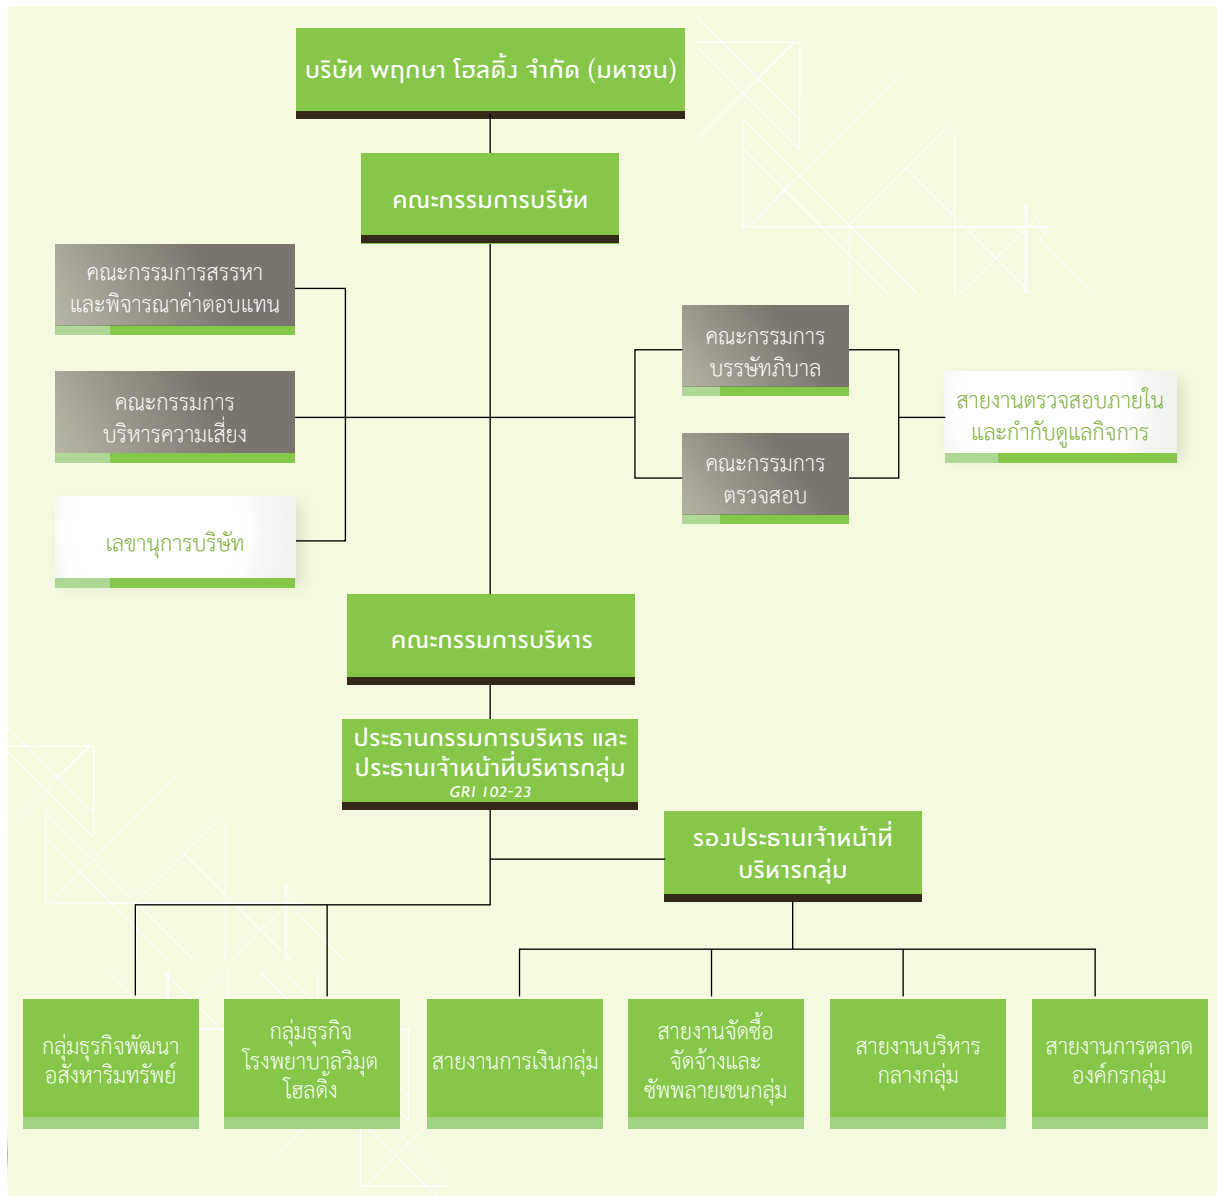 บริษัท พฤกษา โฮลดิ้ง จำกัด (มหาชน)
คณะกรรมการบริษัท
คณะกรรมการสรรหา
และพิจารณาค่าตอบแทน
คณะกรรมการ
บริหารความเสี่ยง
เลขานุการบริษัท
คณะกรรมการ
บรรษัทภิบาล
คณะกรรมการ
ตรวจสอบ
สายงานตรวจสอบภายใน
และกำกับดูแลกิจการ
คณะกรรมการบริหาร
ประธานกรรมการบริหาร และ
ประธานเจ้าหน้าที่บริหารกลุ่ม
GRI 102-23
รองประธานเจ้าหน้าที่
บริหารกลุ่ม
กลุ่มธุรกิจพัฒนา
อสังหาริมทรัพย์
กลุ่มธุรกิจ
โรงพยาบาลวิมุต
โฮลดิ้ง
สายงานการเงินกลุ่ม
สายงานจัดซื้อ
จัดจ้างและ
ซัพพลายเชนกลุ่ม
สายงานบริหาร
กลางกลุ่ม
สายงานการตลาด
องค์กรกลุ่ม